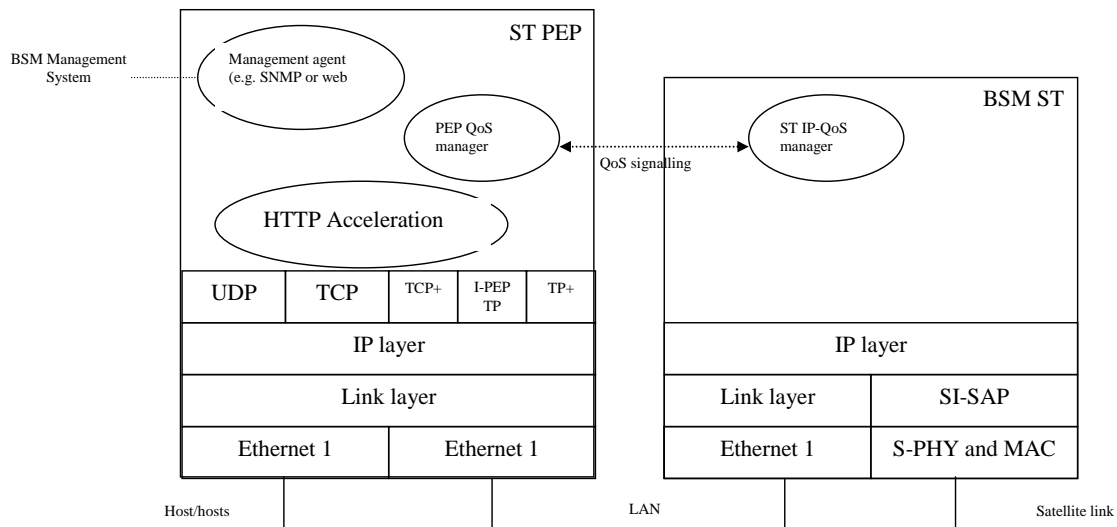 ST PEP
BSM Management
System
Management agent
(e.g. SNMP or web
BSM ST
PEP QoS
manager
ST IP-QoS
manager
QoS signalling
HTTP Acceleration
UDP
TCP
TCP+
I-PEP
TP
TP+
IP layer
IP layer
Link layer
Link layer
SI-SAP
Ethernet 1
Ethernet 1
Ethernet 1
S-PHY and MAC
Host/hosts
LAN
Satellite link